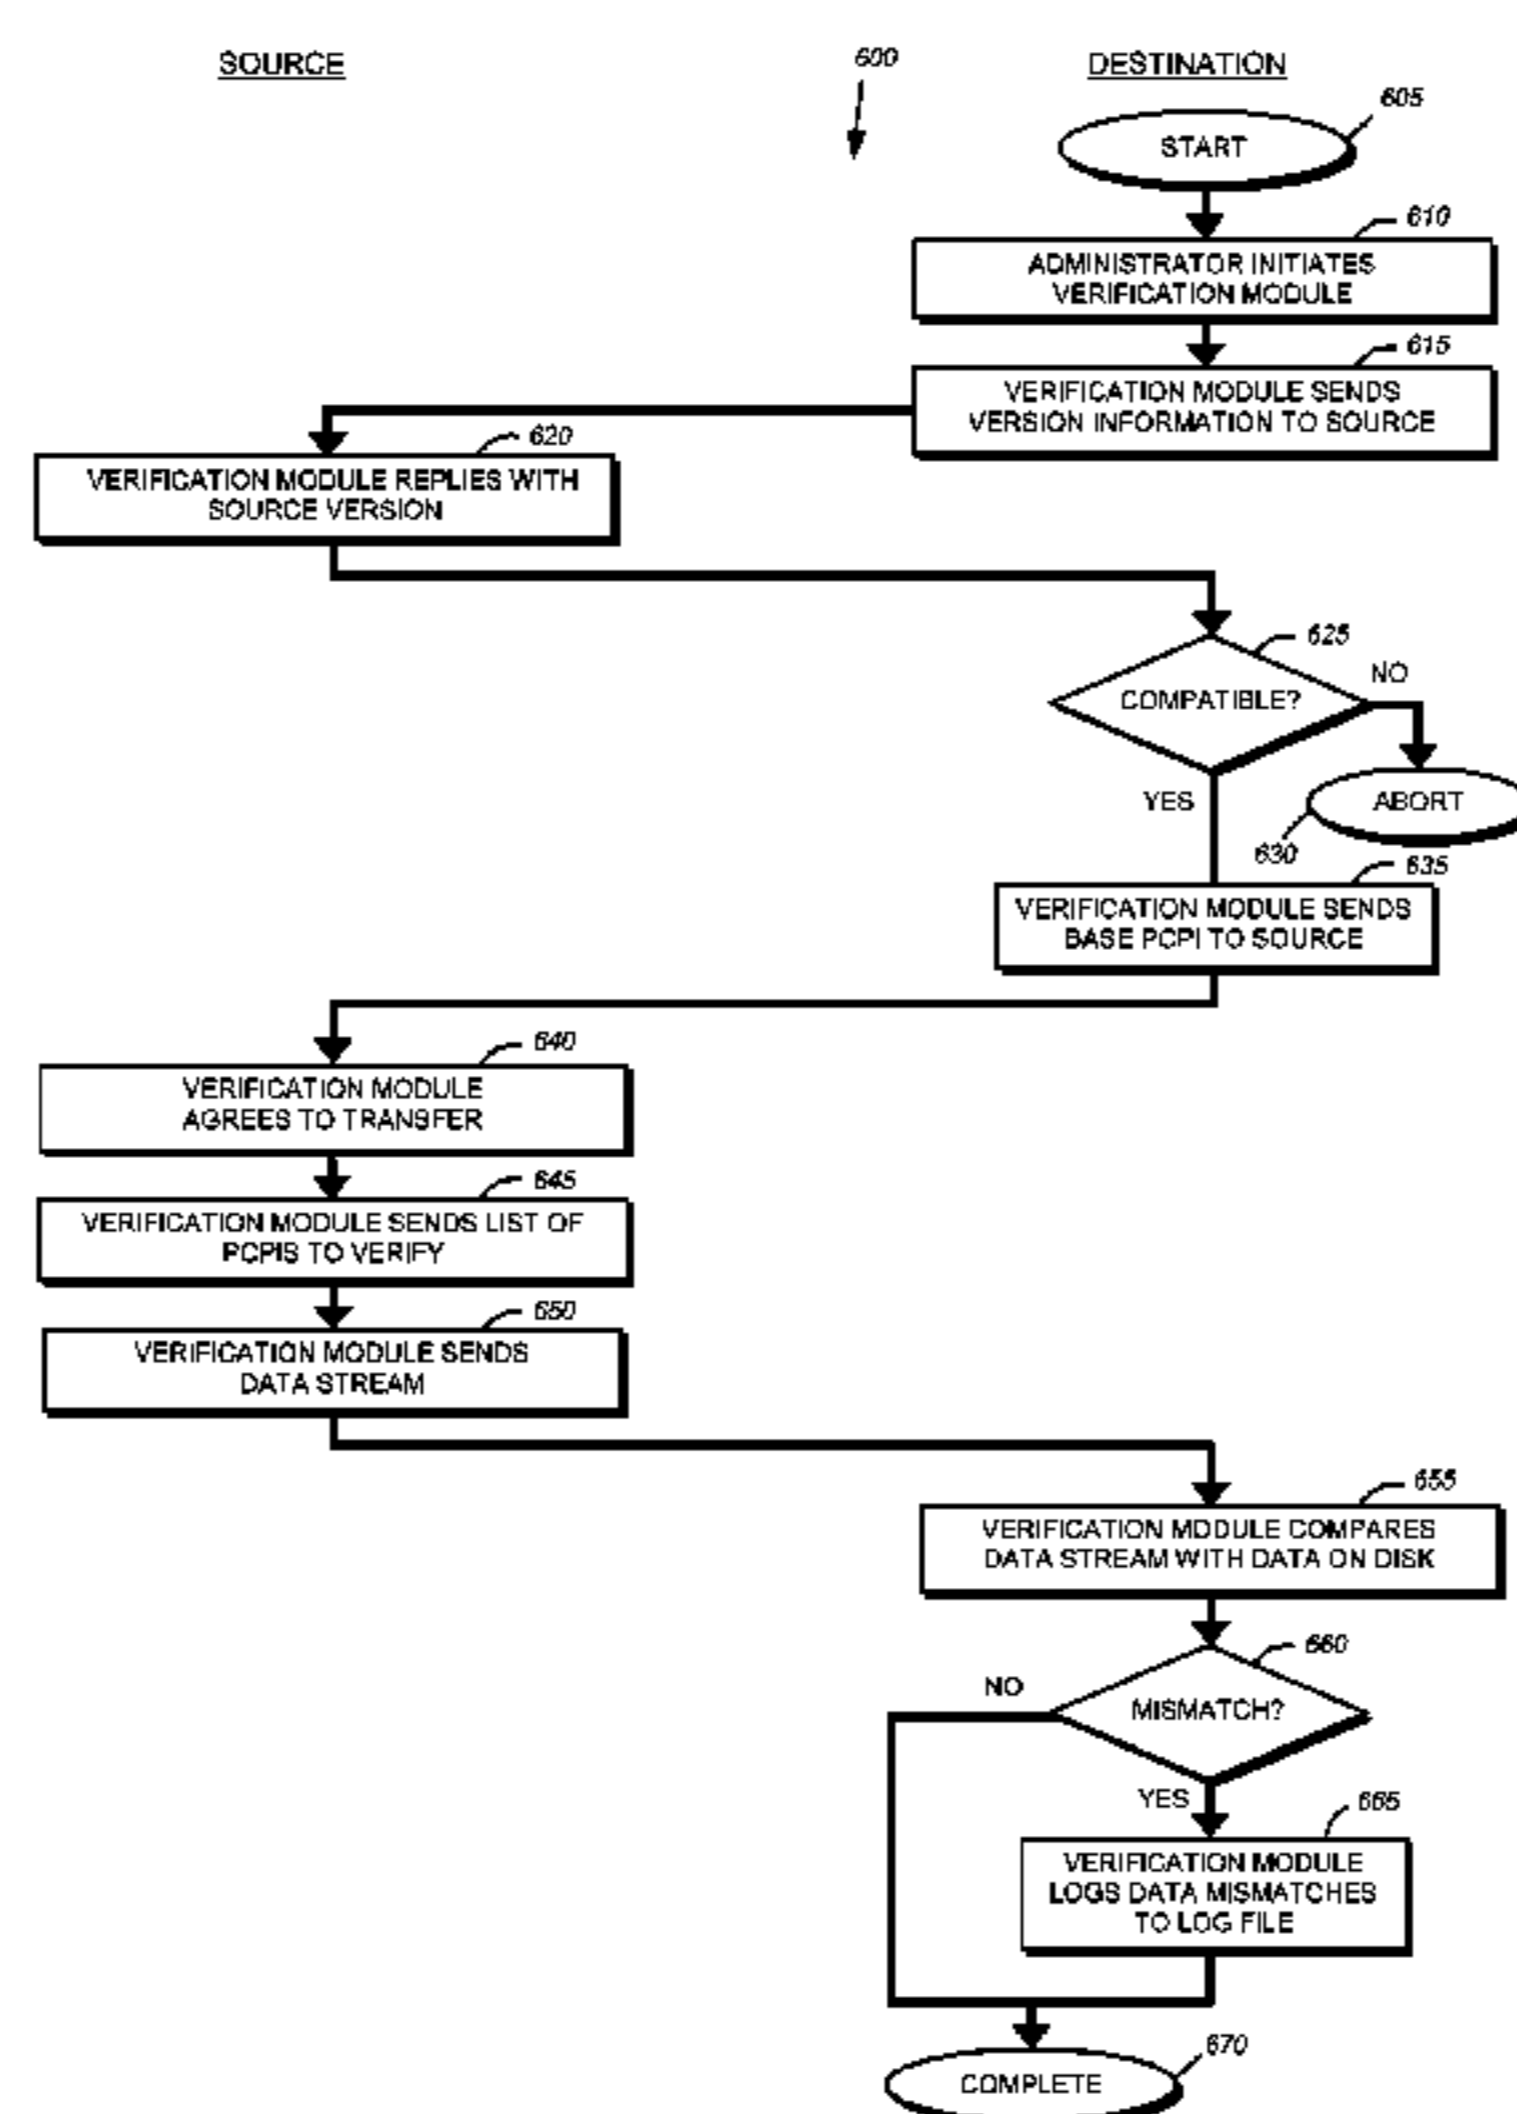 SOURCE
600
DESTINATION
605
START
610
ADMINISTRATOR INITIATES
VERIFICATION MODULE
615
VERIFICATION MODULE SENDS
VERSION INFORMATION TO SOURCE
620
VERIFICATION MODULE REPLIES WITH
SOURCE VERSION
625
COMPATIBLE?
NO
YES
ABORT
630
635
VERIFICATION MODULE SENDS
BASE PCPI TO SOURCE
640
VERIFICATION MODULE
AGREES TO TRANSFER
645
VERIFICATION MODULE SENDS LIST OF
PCPIS TO VERIFY
650
VERIFICATION MODULE SENDS
DATA STREAM
655
VERIFICATION MODULE COMPARES
DATA STREAM WITH DATA ON DISK
660
NO
MISMATCH?
YES
665
VERIFICATION MODULE
LOGS DATA MISMATCHES
TO LOG FILE
670
COMPLETE